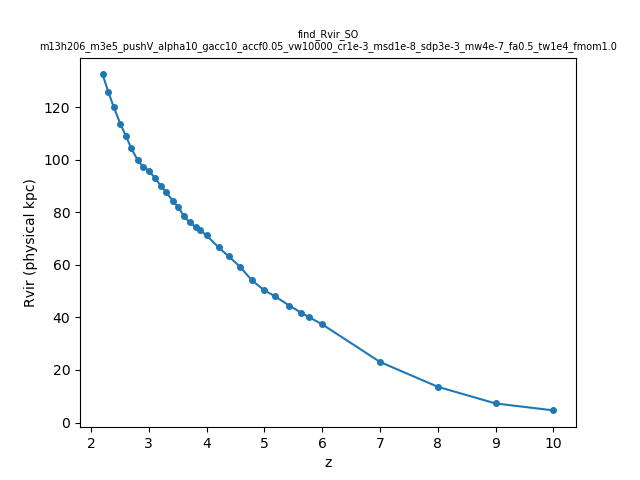 find_Rvir_SO
m13h206_m3e5_pushV_alpha10_gacc10_accf0.05_vw10000_cr1e-3_msd1e-8_sdp3e-3_mw4e-7_fa0.5_tw1e4_fmom1.0
120
100
80
60
40
20
0
Rvir (physical kpc)
2 3 4 5 6 7 8 9 10
z